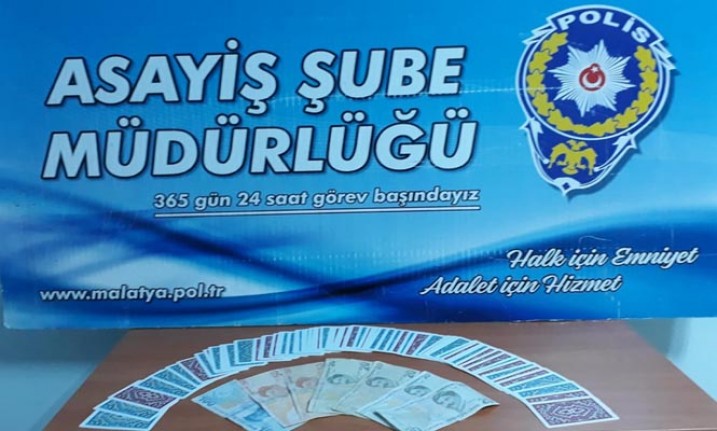 ASAYİŞ ŞUBE
MÜDÜRLÜĞÜ
365 gün 24 saat görev başındayız
POLİS
Halk için Emniyet
Adalet için Hizmet
www.malatya.pol.tr